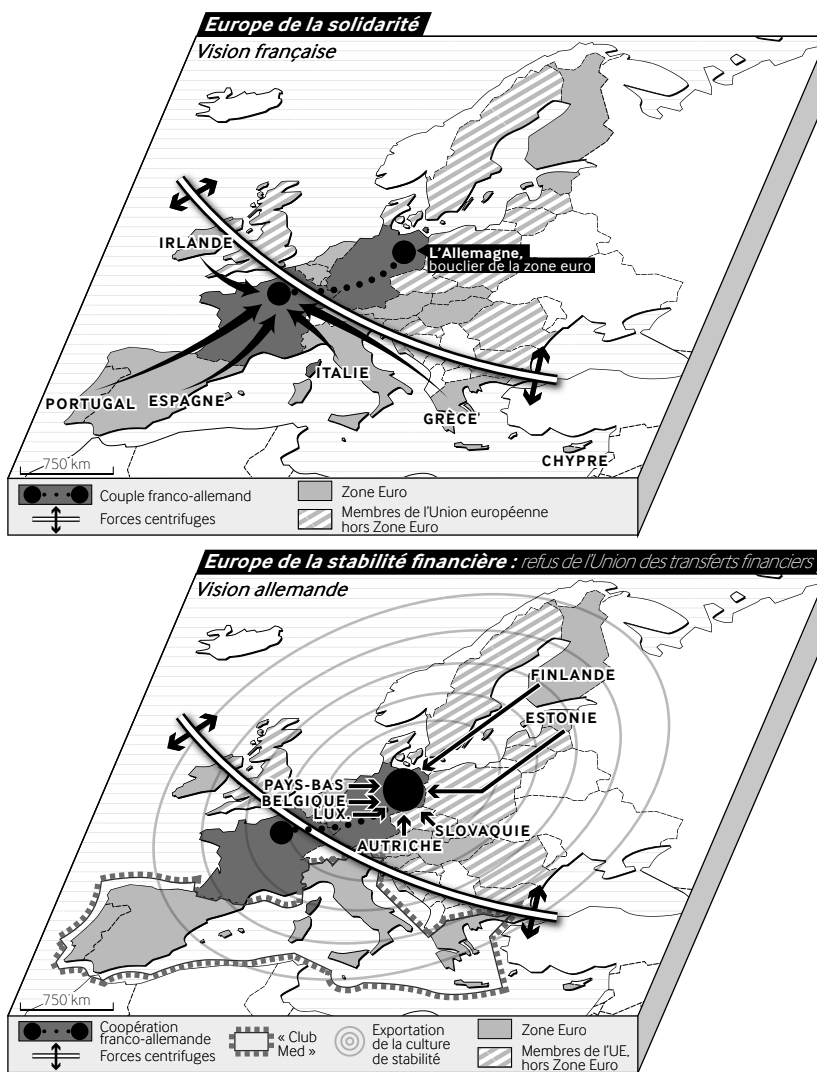 Europe de la solidarité
Vision française
IRLANDE
L'Allemagne,
bouclier de la zone euro
ITALIE
PORTUGAL ESPAGNE
GRÈCE
CHYPRE
750 km
Couple franco-allemand
Forces centrifuges
Zone Euro
Membres de l'Union européenne
hors Zone Euro
Europe de la stabilité financière : refus de l'Union des transferts financiers
Vision allemande
FINLANDE
ESTONIE
PAYS-BAS
BELGIQUE
LUX.
SLOVAQUIE
AUTRICHE
750 km
Coopération
franco-allemande
Forces centrifuges
« Club
Med »
Exportation
de la culture
de stabilité
Zone Euro
Membres de l'UE,
hors Zone Euro